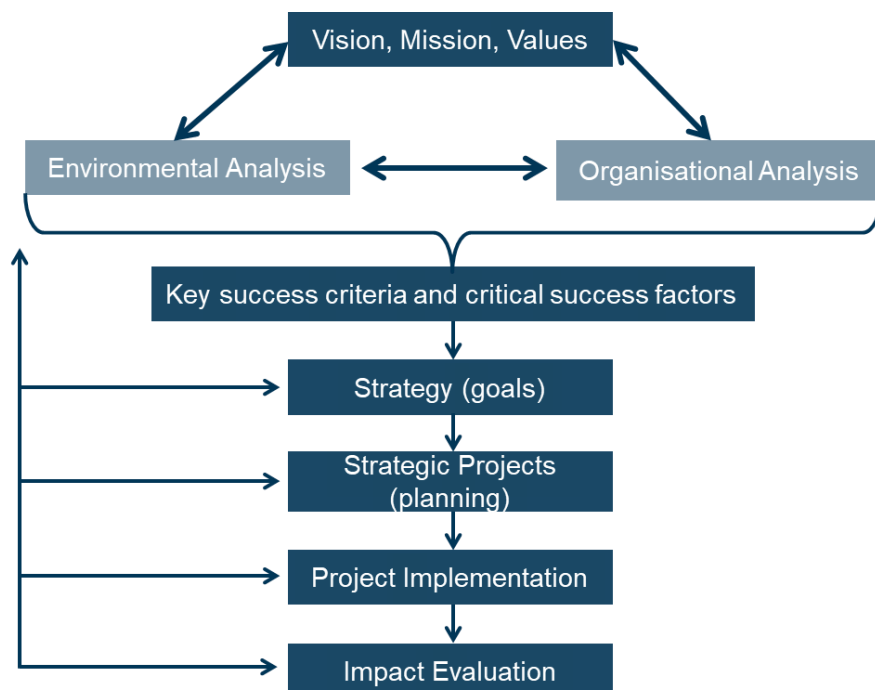 Vision, Mission, Values
Environmental Analysis
Organisational Analysis
Key success criteria and critical success factors
Strategy (goals)
Strategic Projects
(planning)
Project Implementation
Impact Evaluation